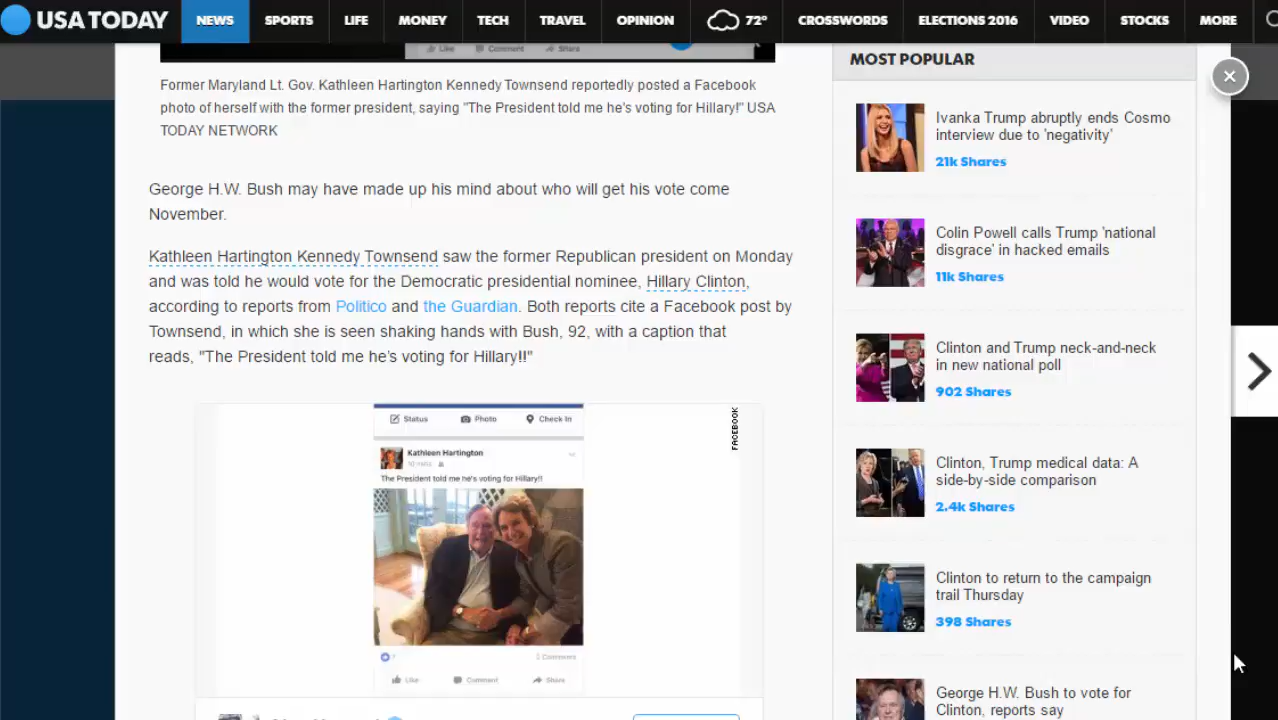 USA TODAY
NEWS
SPORTS
LIFE
MONEY
TECH
TRAVEL
OPINION
72°
CROSSWORDS
ELECTIONS 2016
VIDEO
STOCKS
MORE
Like Comment Share
Former Maryland Lt. Gov. Kathleen Hartington Kennedy Townsend reportedly posted a Facebook
photo of herself with the former president, saying "The President told me he's voting for Hillary!" USA
TODAY NETWORK
George H.W. Bush may have made up his mind about who will get his vote come
November.
Kathleen Hartington Kennedy Townsend saw the former Republican president on Monday
and was told he would vote for the Democratic presidential nominee, Hillary Clinton,
according to reports from Politico and the Guardian. Both reports cite a Facebook post by
Townsend, in which she is seen shaking hands with Bush, 92, with a caption that
reads, "The President told me he's voting for Hillary!!"
Status Photo Check In
Kathleen Hartington
10 mins
The President told me he's voting for Hillary!!
Like Comment Share
FACEBOOK
MOST POPULAR
Ivanka Trump abruptly ends Cosmo
interview due to 'negativity'
21k Shares
Colin Powell calls Trump 'national
disgrace' in hacked emails
11k Shares
Clinton and Trump neck-and-neck
in new national poll
902 Shares
Clinton, Trump medical data: A
side-by-side comparison
2.4k Shares
Clinton to return to the campaign
trail Thursday
398 Shares
George H.W. Bush to vote for
Clinton, reports say